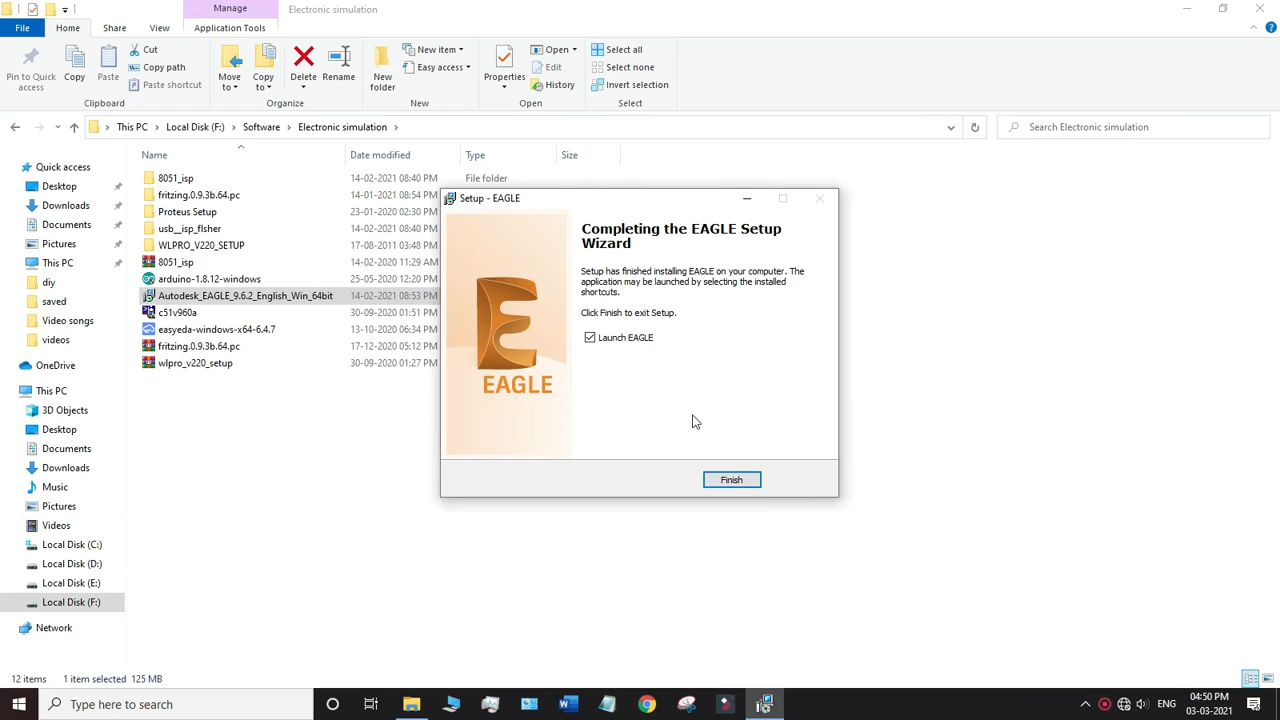 Manage
Electronic simulation
File
Home
Share
View
Application Tools
Pin to Quick access
Copy
Paste
Cut
Copy path
Paste shortcut
Clipboard
Move to
Copy to
Delete
Rename
Organize
New folder
New item
Easy access
New
Properties
Open
Edit
History
Open
Select all
Select none
Invert selection
Select
This PC > Local Disk (F:) > Software > Electronic simulation >
Search Electronic simulation
Name
Date modified
Type
Size
Quick access
Desktop
Downloads
Documents
Pictures
This PC
diy
saved
Video songs
videos
OneDrive
This PC
3D Objects
Desktop
Documents
Downloads
Music
Pictures
Videos
Local Disk (C:)
Local Disk (D:)
Local Disk (E:)
Local Disk (F:)
Network
8051_isp 14-02-2021 08:40 PM File folder
fritzing.0.9.3b.64.pc 14-01-2021 08:54 PM
Proteus Setup 23-01-2020 02:30 PM
usb_isp_flsher 14-02-2021 08:40 PM
WLPRO_V220_SETUP 17-08-2011 03:48 PM
8051_isp 14-02-2021 11:29 AM
arduino-1.8.12-windows 25-05-2020 12:20 PM
Autodesk_EAGLE_9.6.2_English_Win_64bit 14-02-2021 08:53 PM
c51v960a 30-09-2020 01:51 PM
easyeda-windows-x64-6.4.7 13-10-2020 06:34 PM
fritzing.0.9.3b.64.pc 17-12-2020 05:12 PM
wlpro_v220_setup 30-09-2020 01:27 PM
Setup - EAGLE
EAGLE
Completing the EAGLE Setup
Wizard
Setup has finished installing EAGLE on your computer. The
application may be launched by selecting the installed
shortcuts.
Click Finish to exit Setup.
Launch EAGLE
Finish
12 items
1 item selected 125 MB
Type here to search
ENG
04:50 PM
03-03-2021